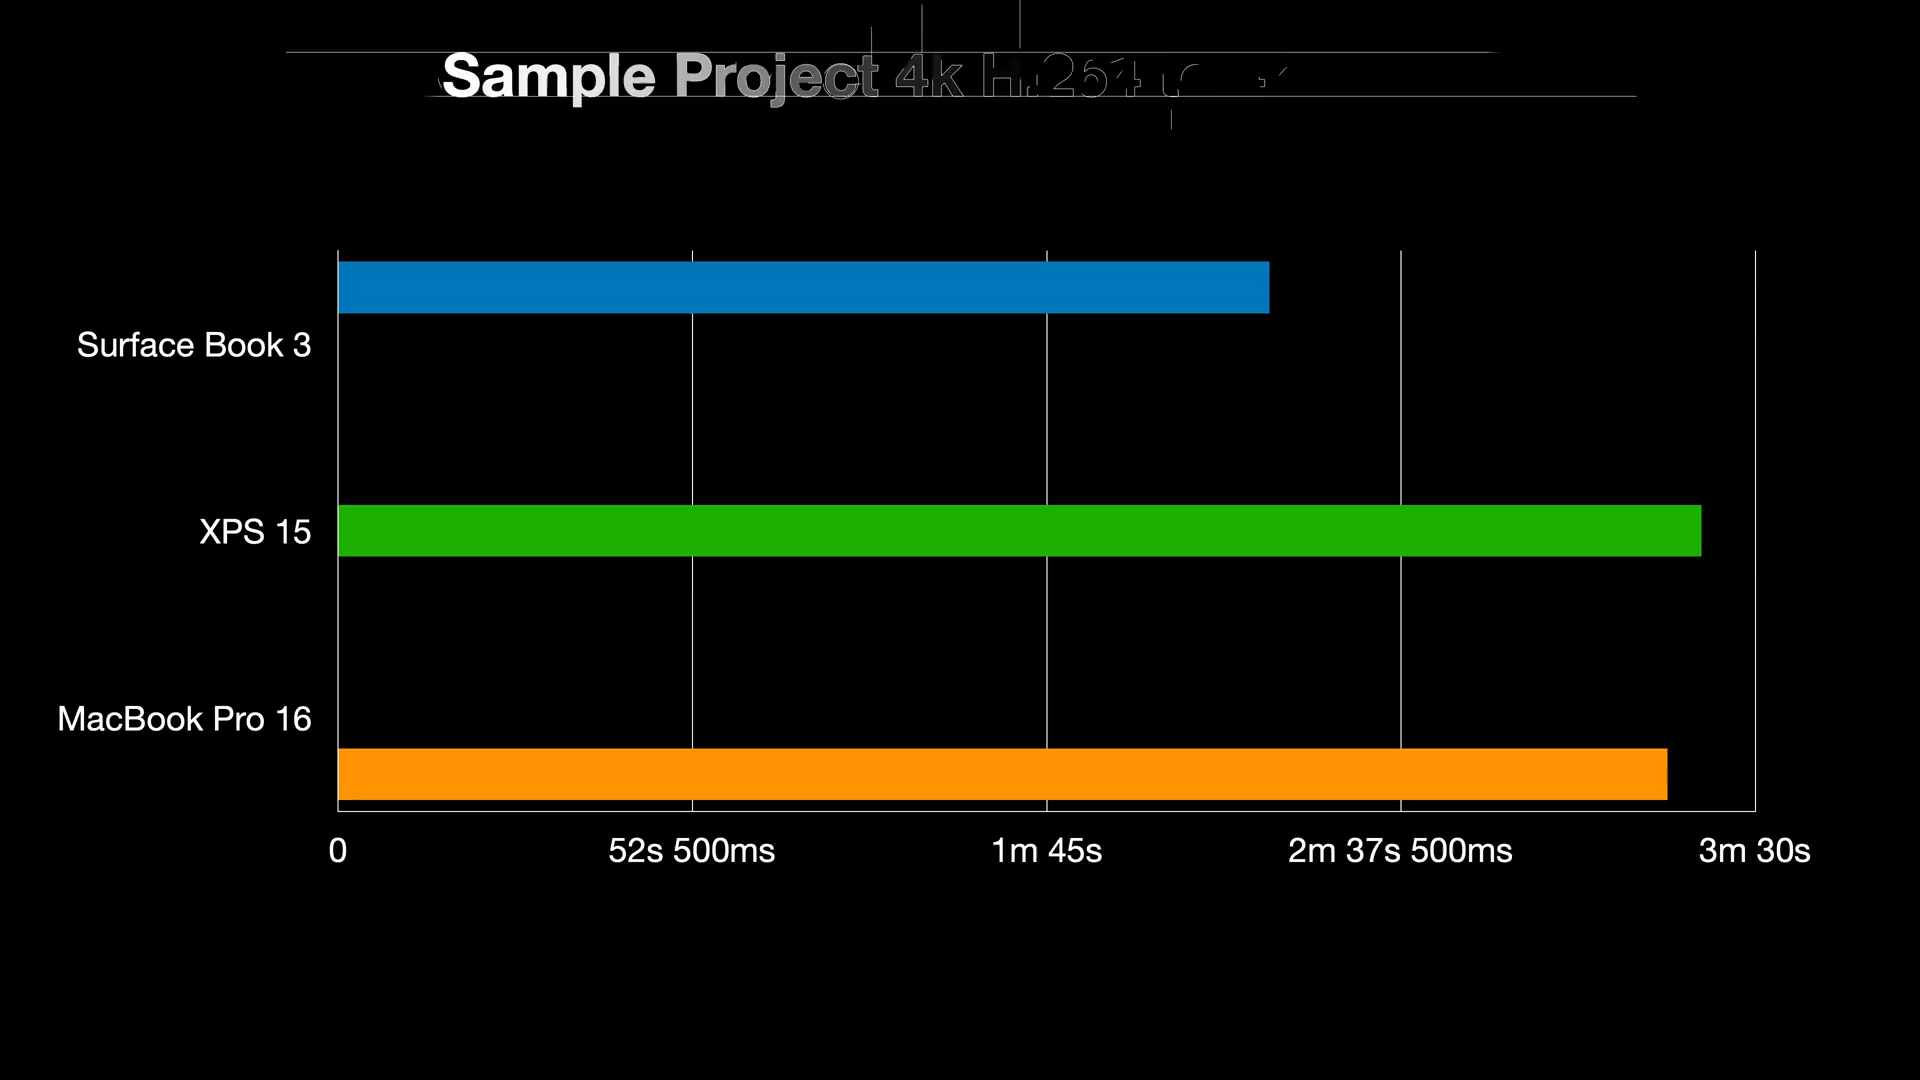 Sample Project 4k H.264
Surface Book 3
XPS 15
MacBook Pro 16
0
52s 500ms
1m 45s
2m 37s 500ms
3m 30s